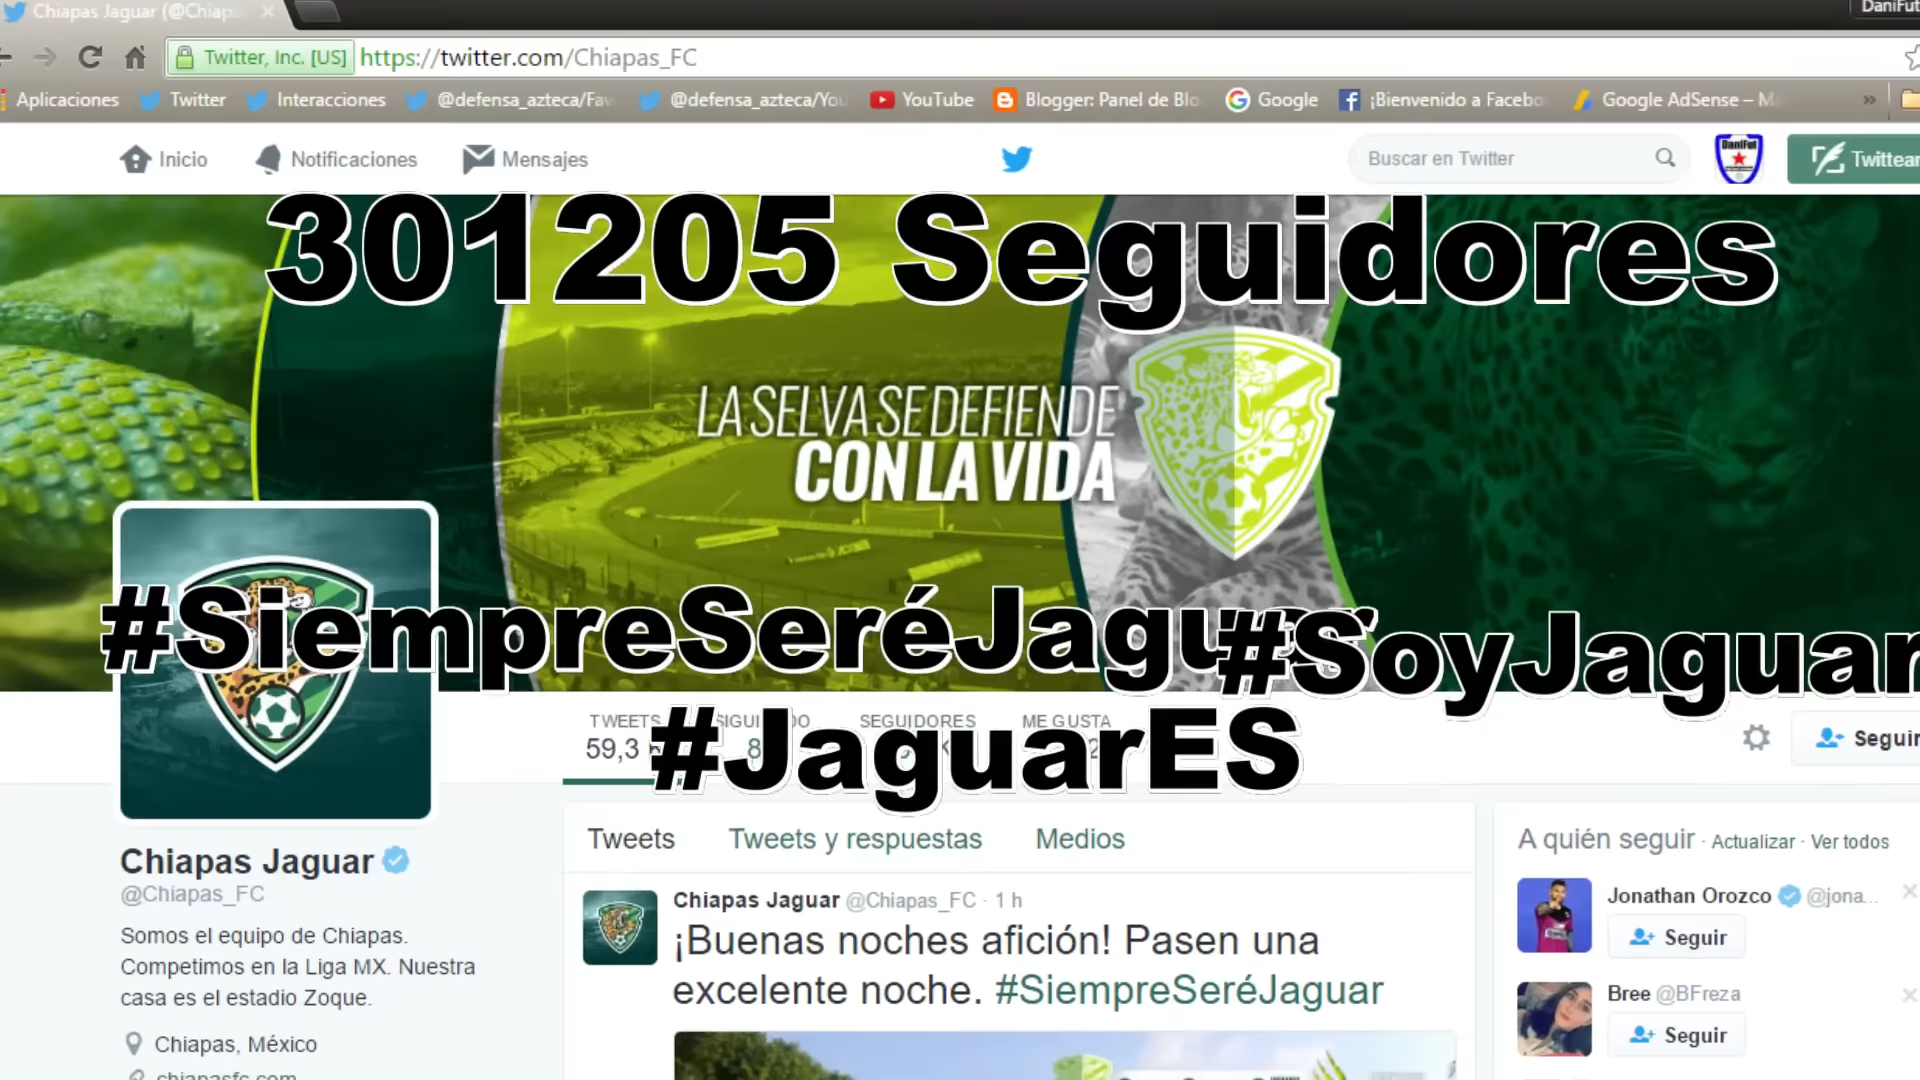 Chiapas Jaguar (@Chiap
DaniFut
Twitter, Inc. [US] https://twitter.com/Chiapas_FC
Aplicaciones Twitter Interacciones @defensa_azteca/Fav @defensa_azteca/You YouTube Blogger: Panel de Blo Google ¡Bienvenido a Facebo Google AdSense – M »
Inicio Notificaciones Mensajes Buscar en Twitter DaniFut Twittear
301205 Seguidores
LA SELVA SE DEFIENDE
CON LA VIDA
#SiempreSeréJaguar
#SoyJaguar
#JaguarES
TWEETS SEGUIDORES ME GUSTA
59,3
Seguir
Tweets Tweets y respuestas Medios
Chiapas Jaguar
@Chiapas_FC
Somos el equipo de Chiapas.
Competimos en la Liga MX. Nuestra
casa es el estadio Zoque.
Chiapas, México
chiapasfc.com
Chiapas Jaguar @Chiapas_FC · 1 h
¡Buenas noches afición! Pasen una
excelente noche. #SiempreSeréJaguar
A quién seguir · Actualizar · Ver todos
Jonathan Orozco @jona...
Seguir
Bree @BFreza
Seguir